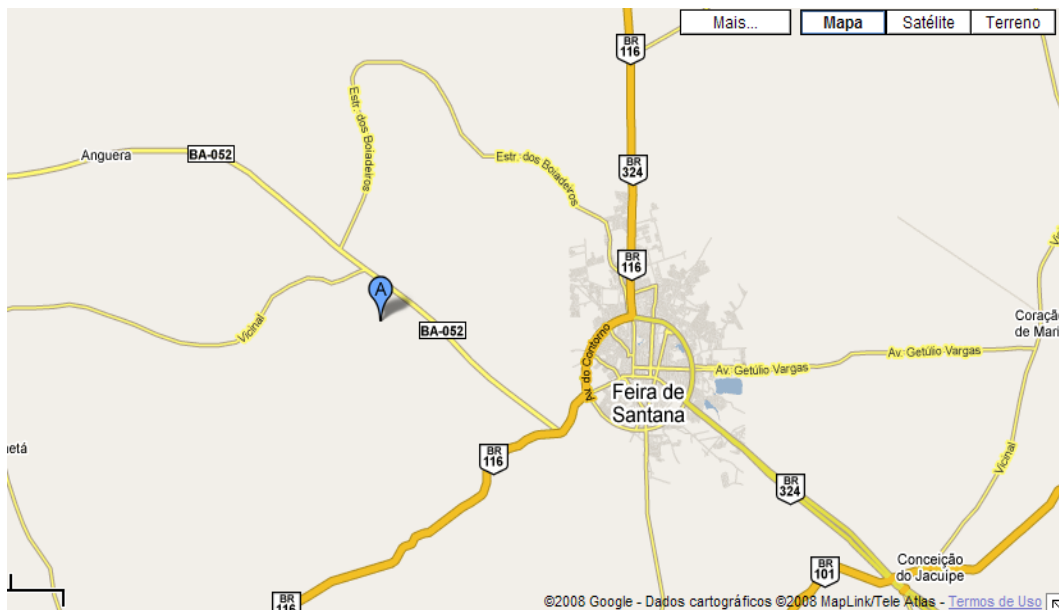 Mais...
Mapa
Satélite
Terreno
BR
116
Estr. dos Boiadeiros
Anguera
BA-052
Estr. dos Boiadeiros
BR
324
BR
116
A
BA-052
Vicinal
Av. do Contorno
Coração
de Mari
Av. Getúlio Vargas
Av. Getúlio Vargas
Feira de
Santana
Vicinal
etá
BR
116
BR
324
BR
101
Conceição
do Jacuípe
BR
116
©2008 Google - Dados cartográficos ©2008 MapLink/Tele Atlas - Termos de Uso